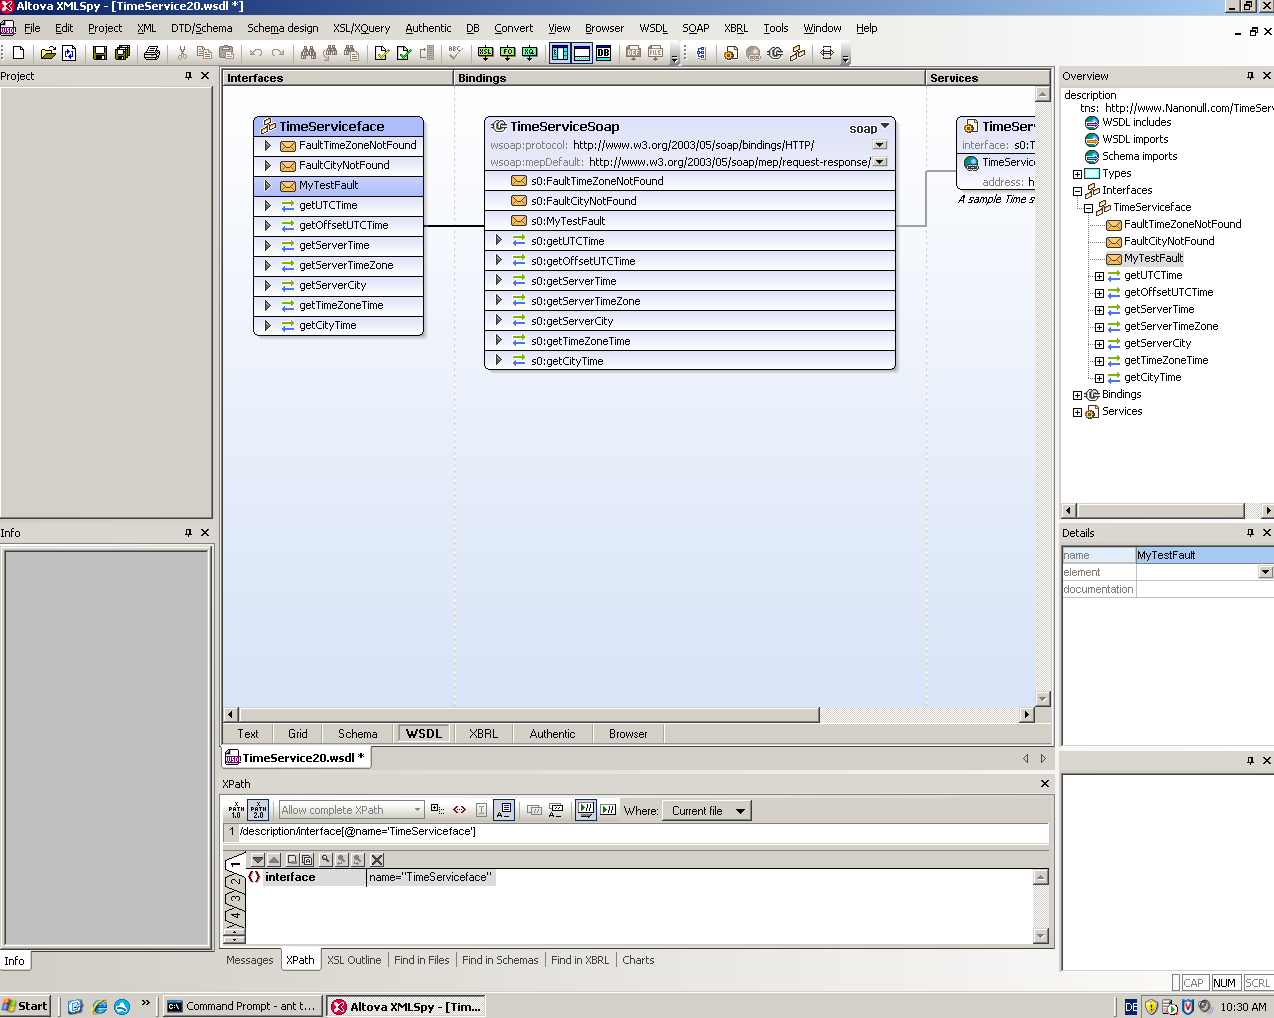 Altova XMLSpy - [TimeService20.wsdl *]
File Edit Project XML DTD/Schema Schema design XSL/XQuery Authentic DB Convert View Browser WSDL SOAP XBRL Tools Window Help
Project
Interfaces Bindings Services
TimeServiceface
FaultTimeZoneNotFound
FaultCityNotFound
MyTestFault
getUTCTime
getOffsetUTCTime
getServerTime
getServerTimeZone
getServerCity
getTimeZoneTime
getCityTime
TimeServiceSoap soap
wsoap:protocol: http://www.w3.org/2003/05/soap/bindings/HTTP/
wsoap:mepDefault: http://www.w3.org/2003/05/soap/mep/request-response/
s0:FaultTimeZoneNotFound
s0:FaultCityNotFound
s0:MyTestFault
s0:getUTCTime
s0:getOffsetUTCTime
s0:getServerTime
s0:getServerTimeZone
s0:getServerCity
s0:getTimeZoneTime
s0:getCityTime
TimeServ
interface: s0:T
TimeService
address: h
A sample Time s
Overview
description
tns: http://www.Nanonull.com/TimeServ
WSDL includes
WSDL imports
Schema imports
Types
Interfaces
TimeServiceface
FaultTimeZoneNotFound
FaultCityNotFound
MyTestFault
getUTCTime
getOffsetUTCTime
getServerTime
getServerTimeZone
getServerCity
getTimeZoneTime
getCityTime
Bindings
Services
Info
Details
name MyTestFault
element
documentation
Text Grid Schema WSDL XBRL Authentic Browser
TimeService20.wsdl *
XPath
XPATH 1.0 XPATH 2.0 Allow complete XPath Where: Current file
1 /description/interface[@name='TimeServiceface']
1 2 3 4
interface name="TimeServiceface"
Info
Messages XPath XSL Outline Find in Files Find in Schemas Find in XBRL Charts
CAP NUM SCRL
Start » Command Prompt - ant t... Altova XMLSpy - [Tim... DE 10:30 AM